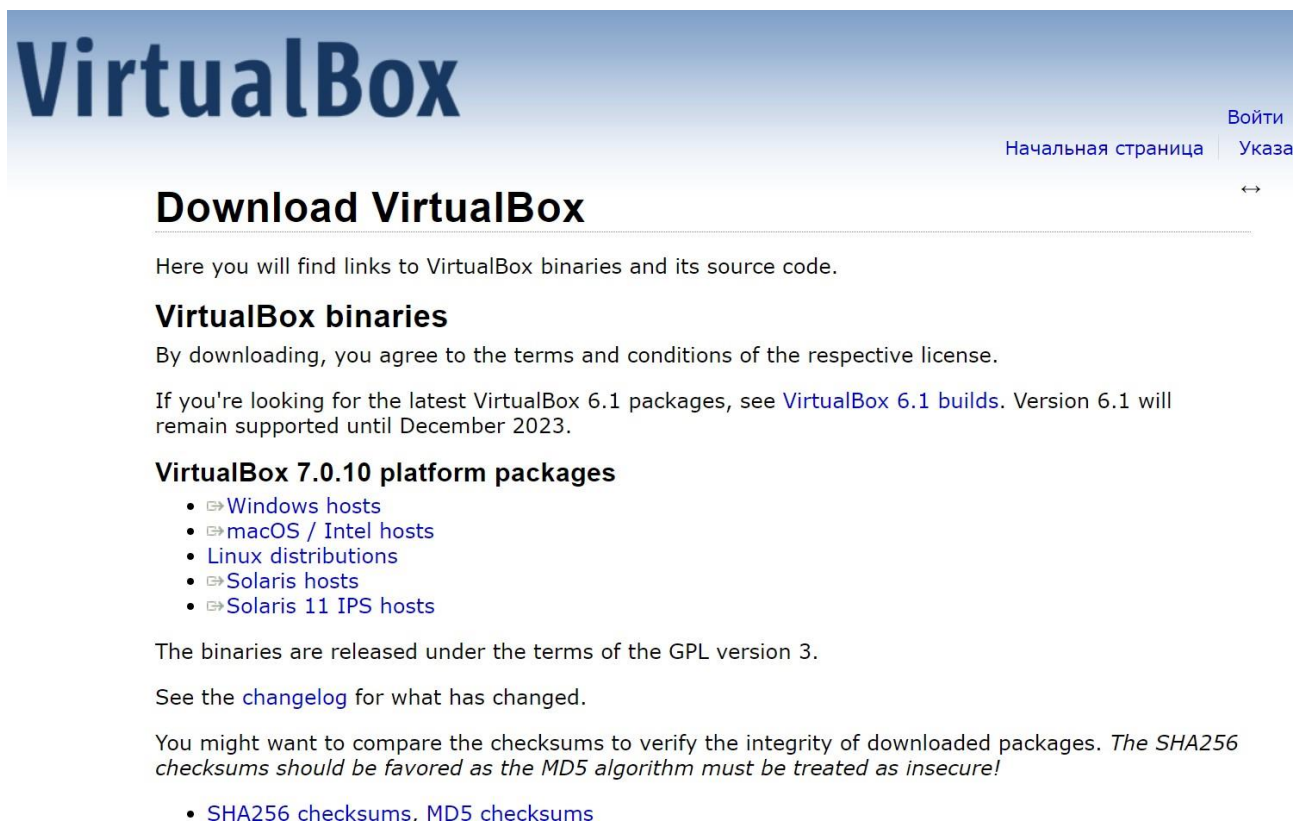 VirtualBox
Войти
Начальная страница Указа
Download VirtualBox
Here you will find links to VirtualBox binaries and its source code.
VirtualBox binaries
By downloading, you agree to the terms and conditions of the respective license.
If you're looking for the latest VirtualBox 6.1 packages, see VirtualBox 6.1 builds. Version 6.1 will
remain supported until December 2023.
VirtualBox 7.0.10 platform packages
Windows hosts
macOS / Intel hosts
Linux distributions
Solaris hosts
Solaris 11 IPS hosts
The binaries are released under the terms of the GPL version 3.
See the changelog for what has changed.
You might want to compare the checksums to verify the integrity of downloaded packages. The SHA256
checksums should be favored as the MD5 algorithm must be treated as insecure!
SHA256 checksums, MD5 checksums